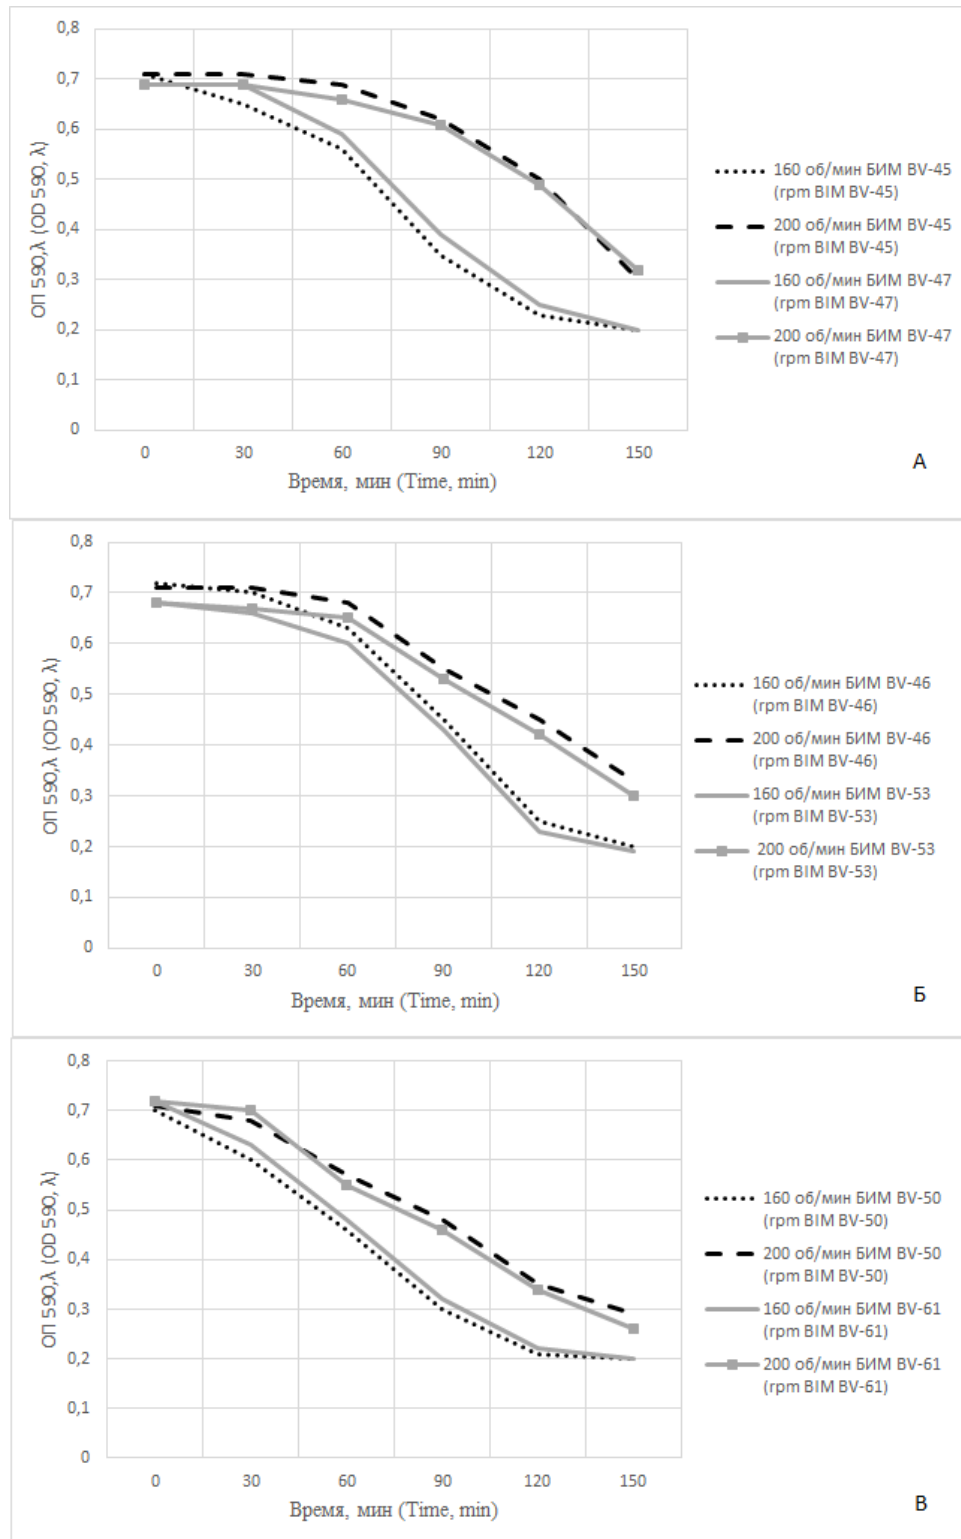 0,8
0,7
0,6
0,5
0,4
0,3
0,2
0,1
0
ОП 590,λ (OD 590, λ)
0 30 60 90 120 150
Время, мин (Time, min)
160 об/мин БИМ BV-45
(rpm BIM BV-45)
200 об/мин БИМ BV-45
(rpm BIM BV-45)
160 об/мин БИМ BV-47
(rpm BIM BV-47)
200 об/мин БИМ BV-47
(rpm BIM BV-47)
А
0,8
0,7
0,6
0,5
0,4
0,3
0,2
0,1
0
ОП 590,λ (OD 590, λ)
0 30 60 90 120 150
Время, мин (Time, min)
160 об/мин БИМ BV-46
(rpm BIM BV-46)
200 об/мин БИМ BV-46
(rpm BIM BV-46)
160 об/мин БИМ BV-53
(rpm BIM BV-53)
200 об/мин БИМ BV-53
(rpm BIM BV-53)
Б
0,8
0,7
0,6
0,5
0,4
0,3
0,2
0,1
0
ОП 590,λ (OD 590, λ)
0 30 60 90 120 150
Время, мин (Time, min)
160 об/мин БИМ BV-50
(rpm BIM BV-50)
200 об/мин БИМ BV-50
(rpm BIM BV-50)
160 об/мин БИМ BV-61
(rpm BIM BV-61)
200 об/мин БИМ BV-61
(rpm BIM BV-61)
В